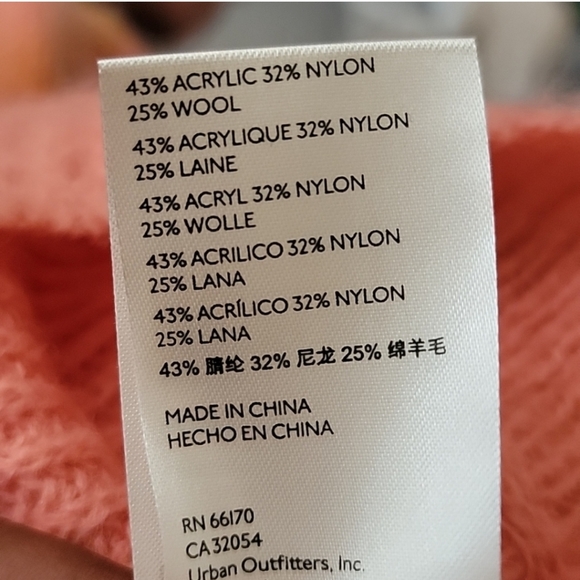 43% ACRYLIC 32% NYLON
25% WOOL
43% ACRYLIQUE 32% NYLON
25% LAINE
43% ACRYL 32% NYLON
25% WOLLE
43% ACRILICO 32% NYLON
25% LANA
43% ACRÍLICO 32% NYLON
25% LANA
43% 腈纶 32% 尼龙 25% 绵羊毛
MADE IN CHINA
HECHO EN CHINA
RN 66170
CA 32054
Urban Outfitters, Inc.